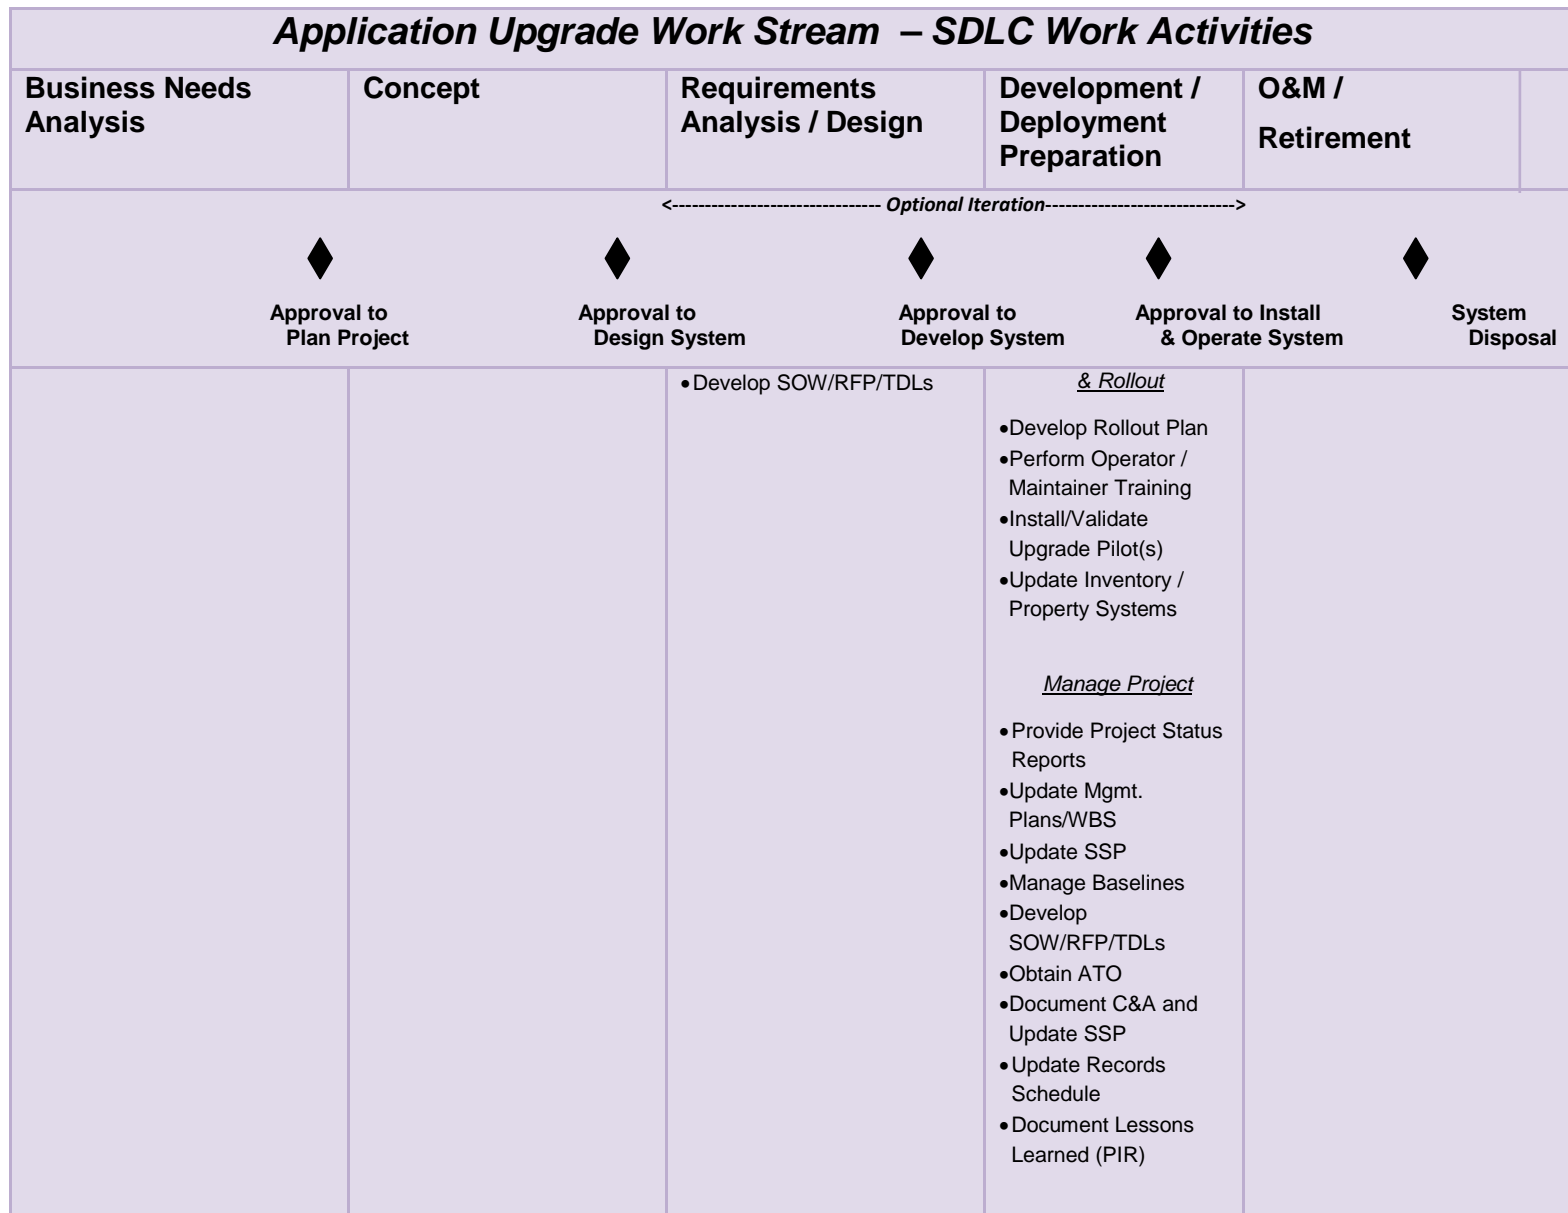 Application Upgrade Work Stream – SDLC Work Activities
Business Needs
Analysis
Concept
Requirements
Analysis / Design
Development /
Deployment
Preparation
O&M /
Retirement
<-------------------------------- Optional Iteration----------------------------->
Approval to
Plan Project
Approval to
Design System
Approval to
Develop System
Approval to Install
& Operate System
System
Disposal
•Develop SOW/RFP/TDLs
& Rollout
•Develop Rollout Plan
•Perform Operator /
Maintainer Training
•Install/Validate
Upgrade Pilot(s)
•Update Inventory /
Property Systems
Manage Project
•Provide Project Status
Reports
•Update Mgmt.
Plans/WBS
•Update SSP
•Manage Baselines
•Develop
SOW/RFP/TDLs
•Obtain ATO
•Document C&A and
Update SSP
•Update Records
Schedule
•Document Lessons
Learned (PIR)